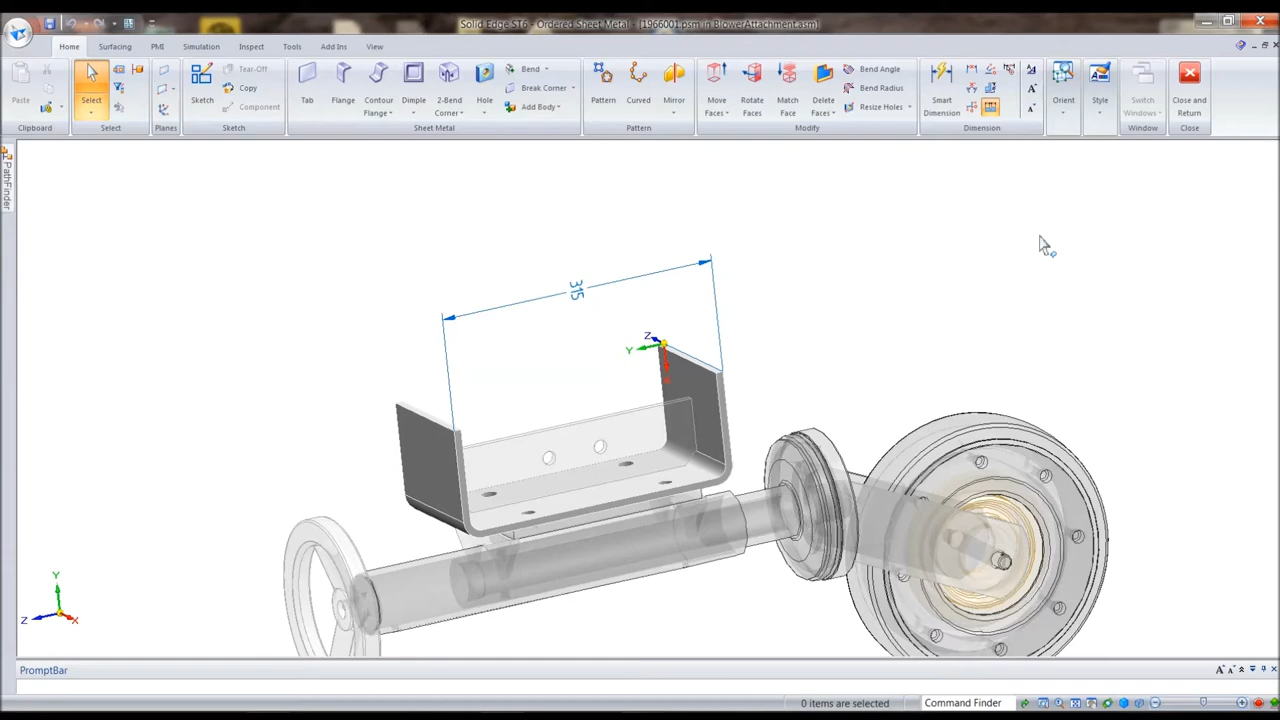 Solid Edge ST6 - Ordered Sheet Metal - [1966001.psm in BlowerAttachment.asm]
Home Surfacing PMI Simulation Inspect Tools Add Ins View
Paste
Clipboard
Select
Select
Planes
Sketch
Tear-Off
Copy
Component
Sketch
Tab
Flange
Contour Flange
Dimple
2-Bend Corner
Hole
Bend
Break Corner
Add Body
Sheet Metal
Pattern
Curved
Mirror
Pattern
Move Faces
Rotate Faces
Match Face
Delete Faces
Bend Angle
Bend Radius
Resize Holes
Modify
Smart Dimension
Dimension
Orient
Style
Switch Windows
Window
Close and Return
Close
PathFinder
315
Z
Y
Y
Z
X
PromptBar
0 items are selected
Command Finder